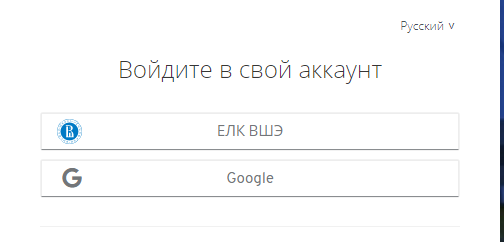 Русский v
Войдите в свой аккаунт
ЕЛК ВШЭ
Google